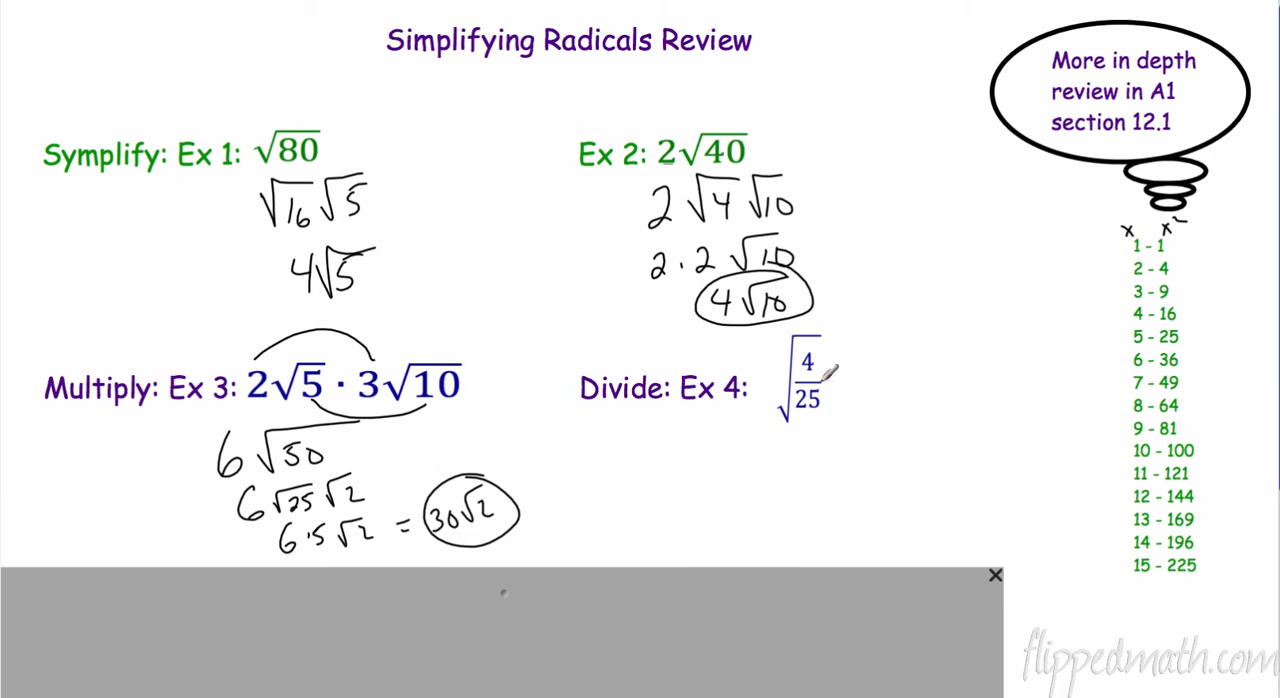 Simplifying Radicals Review
More in depth
review in A1
section 12.1
Symplify: Ex 1: √80
√16 √5
4√5
Ex 2: 2√40
2 √4 √10
2 · 2 √10
4√10
Multiply: Ex 3: 2√5 · 3√10
6 √50
6 √25 √2
6·5 √2 = 30√2
Divide: Ex 4: √(4/25)
x x²
1 - 1
2 - 4
3 - 9
4 - 16
5 - 25
6 - 36
7 - 49
8 - 64
9 - 81
10 - 100
11 - 121
12 - 144
13 - 169
14 - 196
15 - 225
flippedmath.com